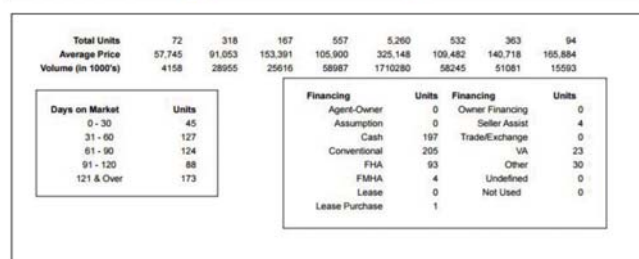 Total Units 72 318 167 557 5,260 532 363 94
Average Price 57,745 91,053 153,391 105,900 325,148 109,482 140,718 165,884
Volume (in 1000's) 4158 28955 25616 58987 1710280 58245 51081 15593
Days on Market Units
0 - 30 45
31 - 60 127
61 - 90 124
91 - 120 88
121 & Over 173
Financing Units Financing Units
Agent-Owner 0 Owner Financing 0
Assumption 0 Seller Assist 4
Cash 197 Trade/Exchange 0
Conventional 205 VA 23
FHA 93 Other 30
FMHA 4 Undefined 0
Lease 0 Not Used 0
Lease Purchase 1